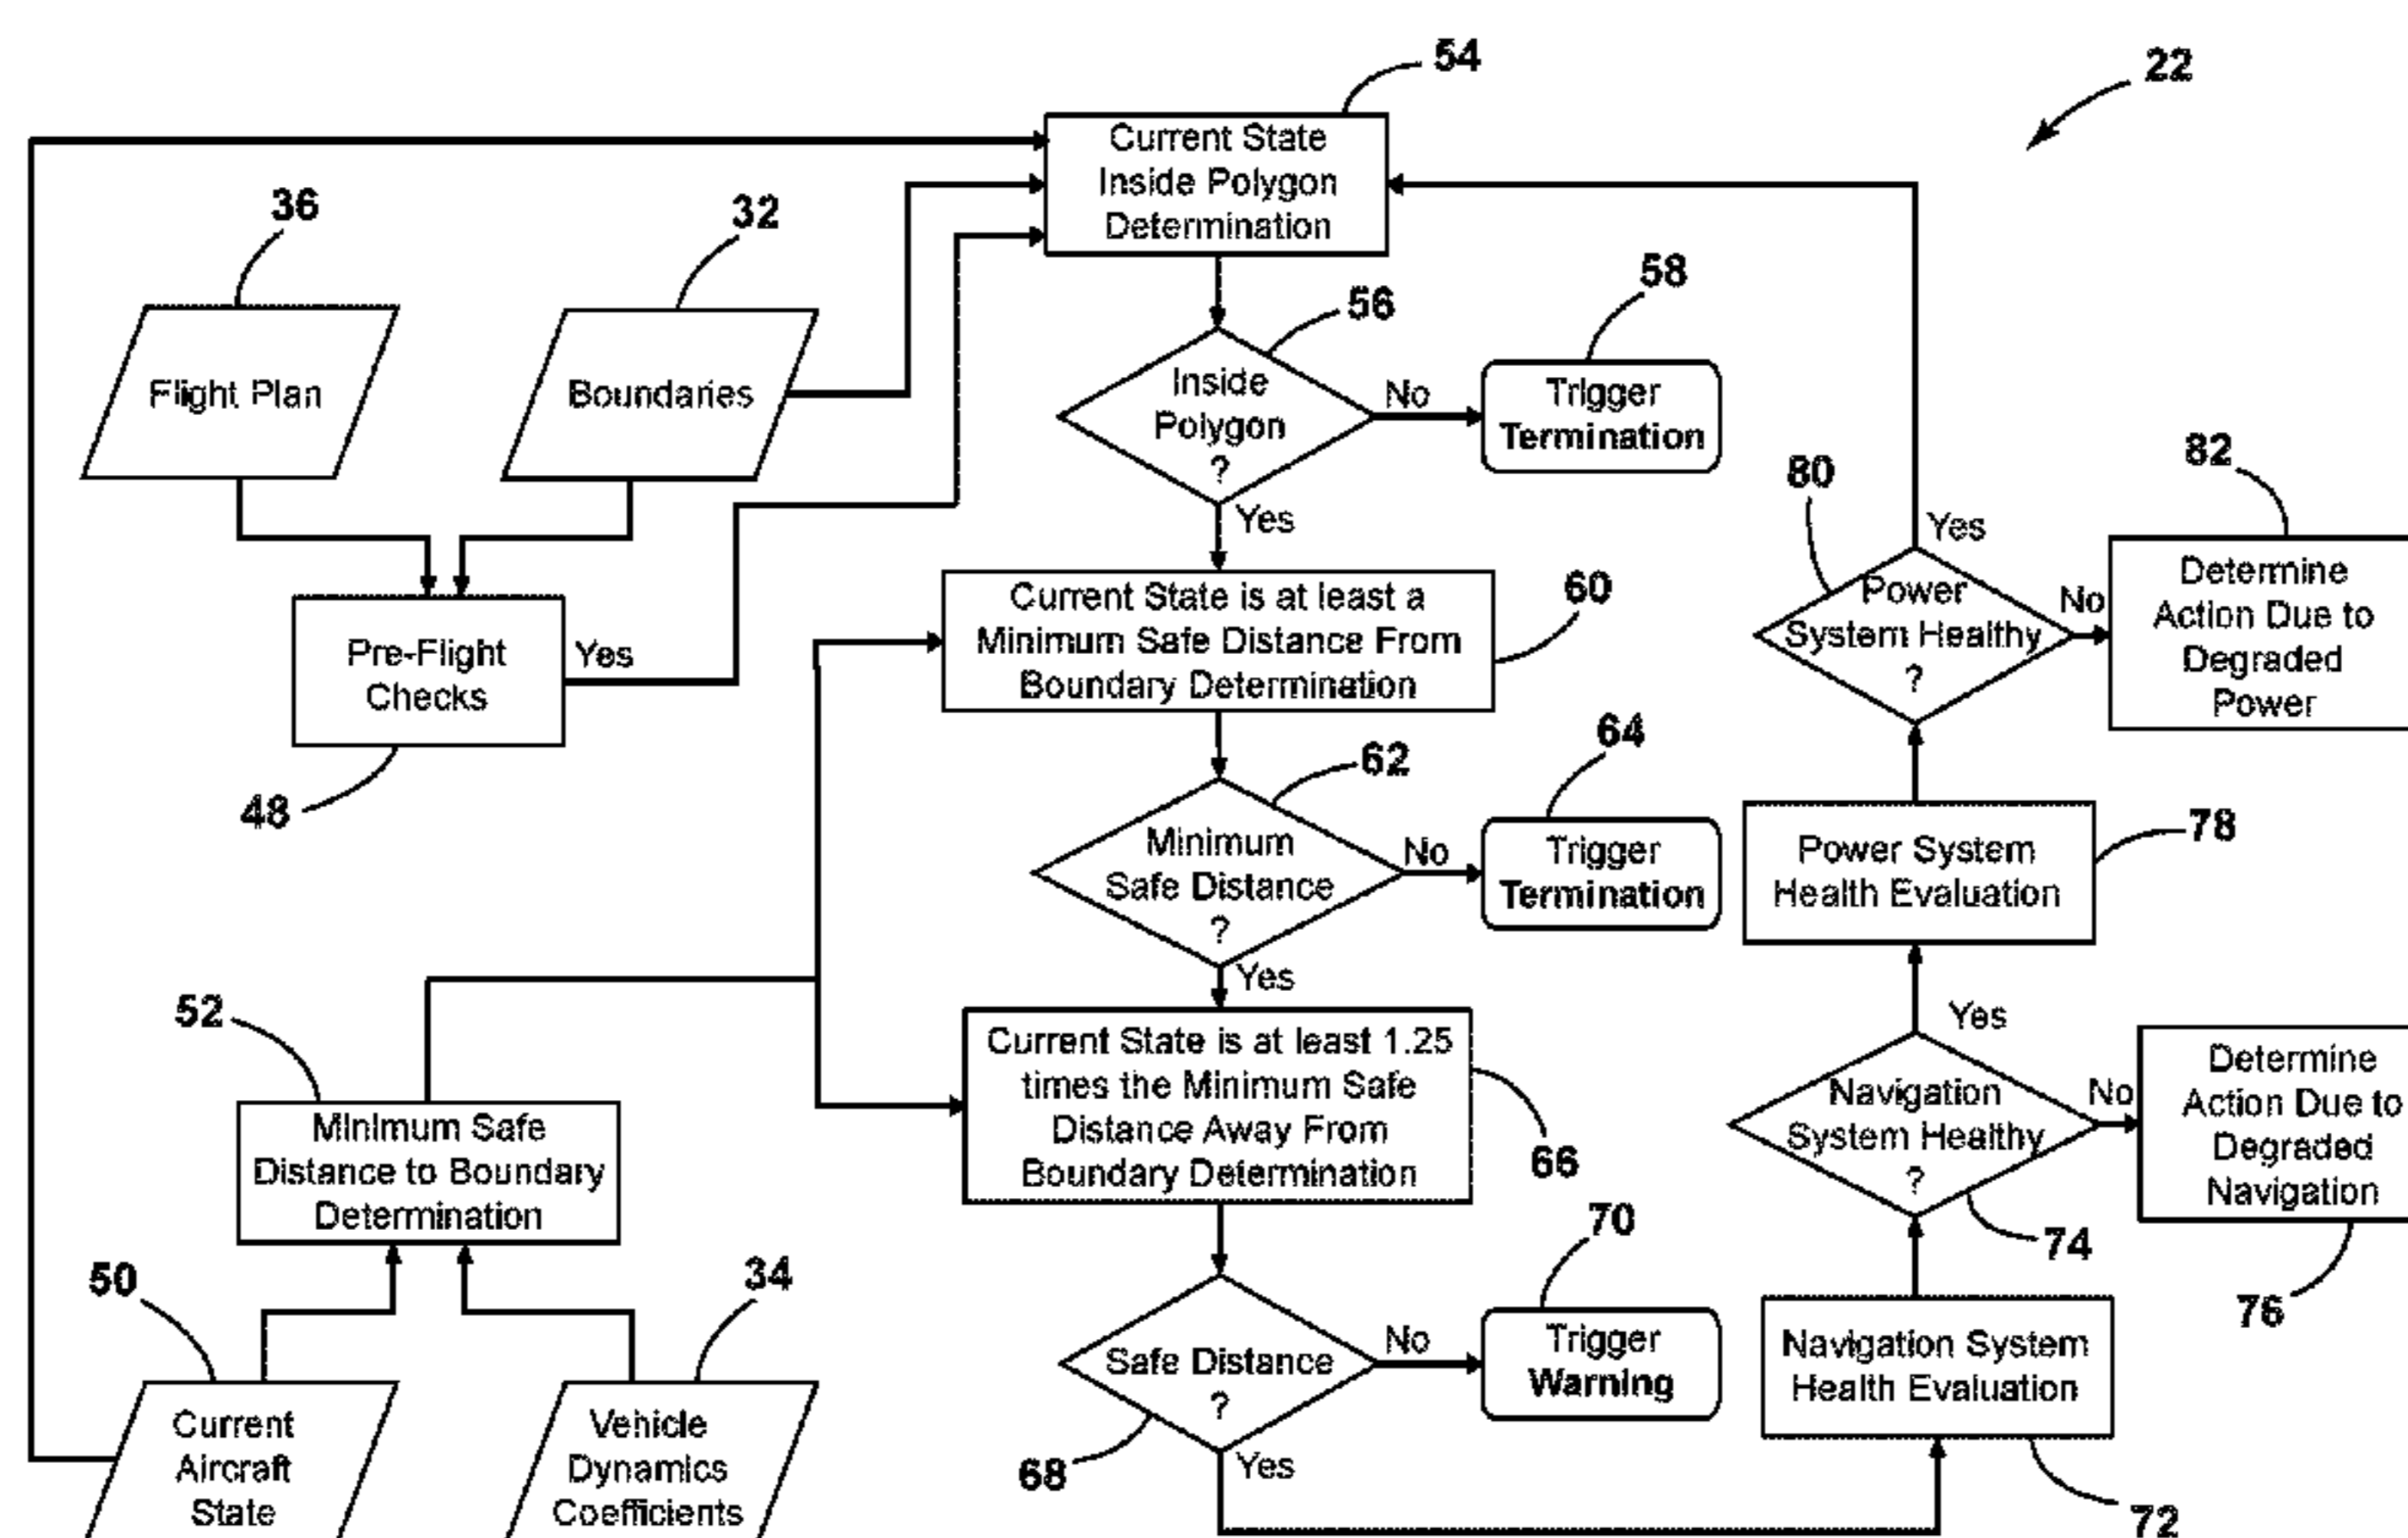 54
22
Current State
Inside Polygon
Determination
36
32
58
56
Flight Plan
Boundaries
Inside
Polygon
?
No
Trigger
Termination
Yes
82
80
Yes
Pre-Flight
Checks
Yes
48
Current State is at least a
Minimum Safe Distance From
Boundary Determination
60
Power
System Healthy
?
No
Determine
Action Due to
Degraded
Power
64
62
Minimum
Safe Distance
?
No
Trigger
Termination
Yes
Power System
Health Evaluation
78
52
Minimum Safe
Distance to Boundary
Determination
Current State is at least 1.25
times the Minimum Safe
Distance Away From
Boundary Determination
66
Yes
Navigation
System Healthy
?
No
Determine
Action Due to
Degraded
Navigation
74
76
50
34
70
Current
Aircraft
State
Vehicle
Dynamics
Coefficients
Safe Distance
?
No
Trigger
Warning
68
Yes
Navigation System
Health Evaluation
72